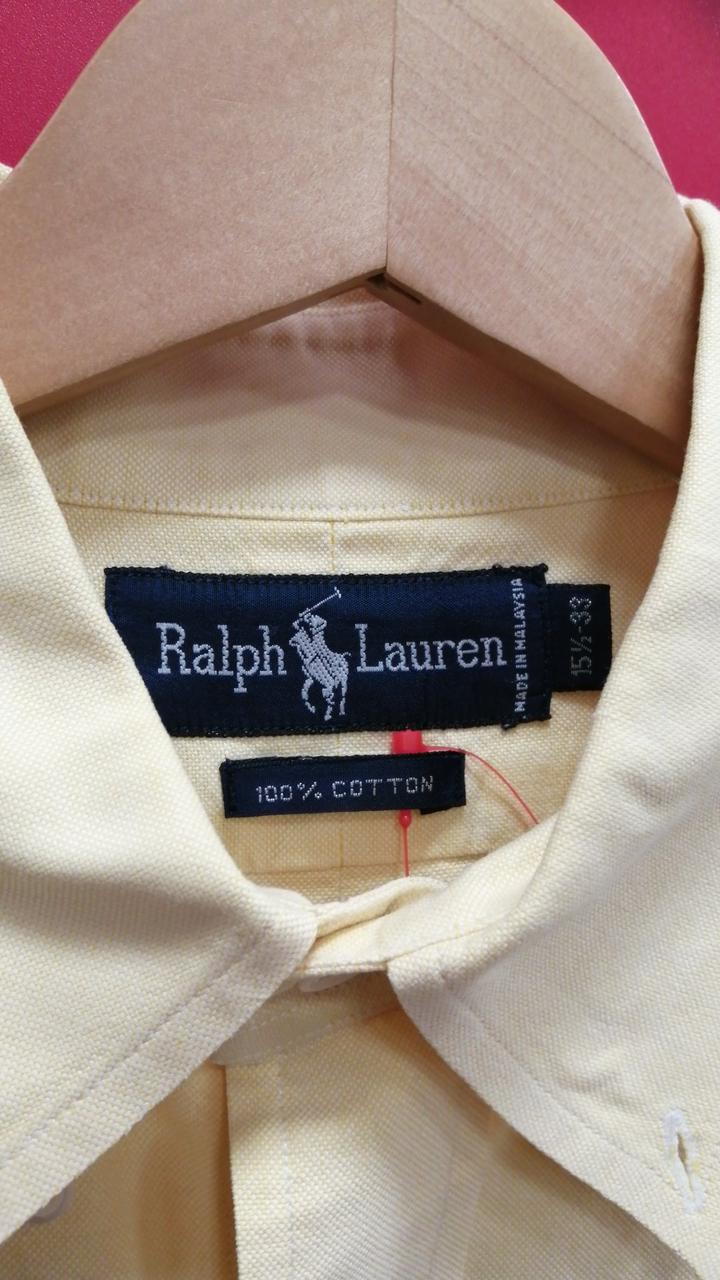 Ralph Lauren
MADE IN MALAYSIA
15½-33
100% COTTON